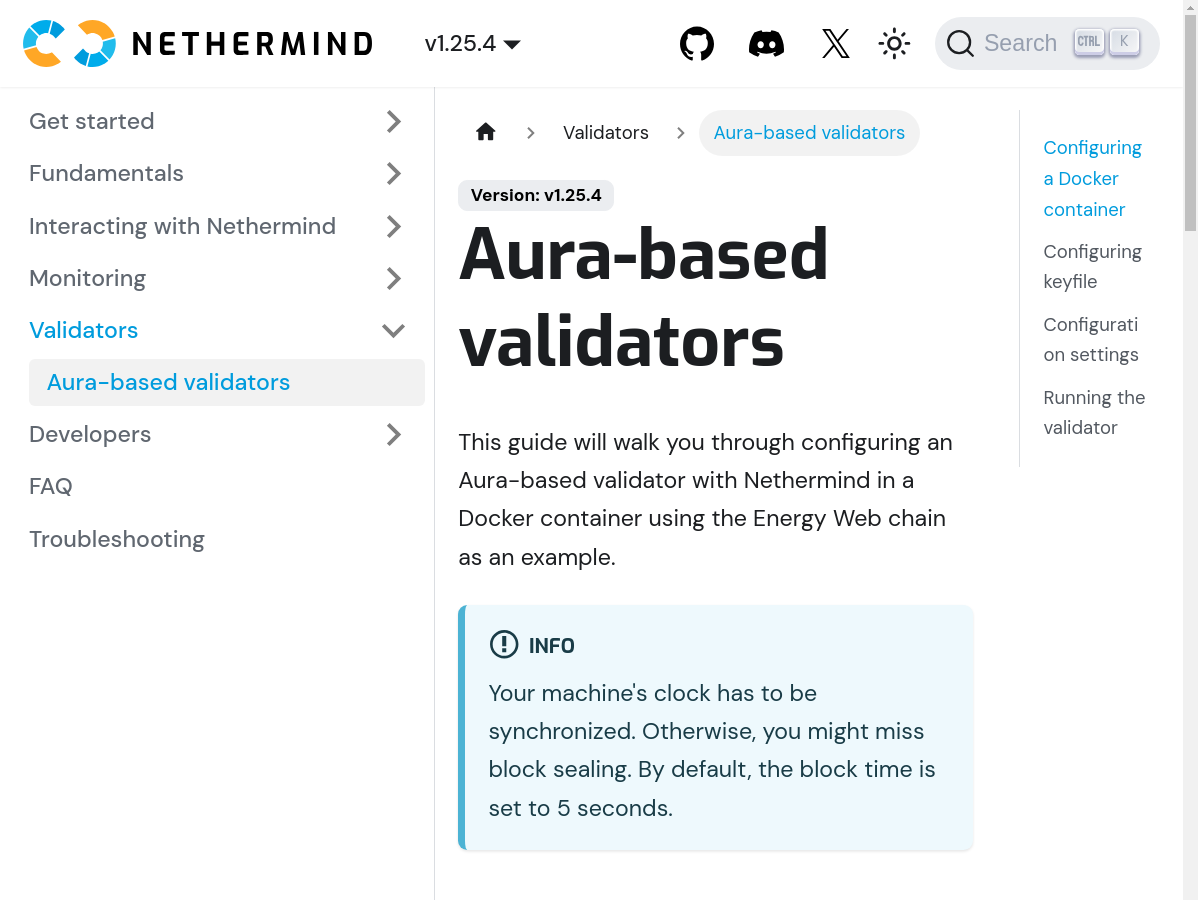 NETHERMIND
v1.25.4
Search
CTRL
K
Get started
Fundamentals
Interacting with Nethermind
Monitoring
Validators
Aura-based validators
Developers
FAQ
Troubleshooting
Validators
Aura-based validators
Version: v1.25.4
Aura-based
validators
This guide will walk you through configuring an
Aura-based validator with Nethermind in a
Docker container using the Energy Web chain
as an example.
INFO
Your machine's clock has to be
synchronized. Otherwise, you might miss
block sealing. By default, the block time is
set to 5 seconds.
Configuring
a Docker
container
Configuring
keyfile
Configurati
on settings
Running the
validator